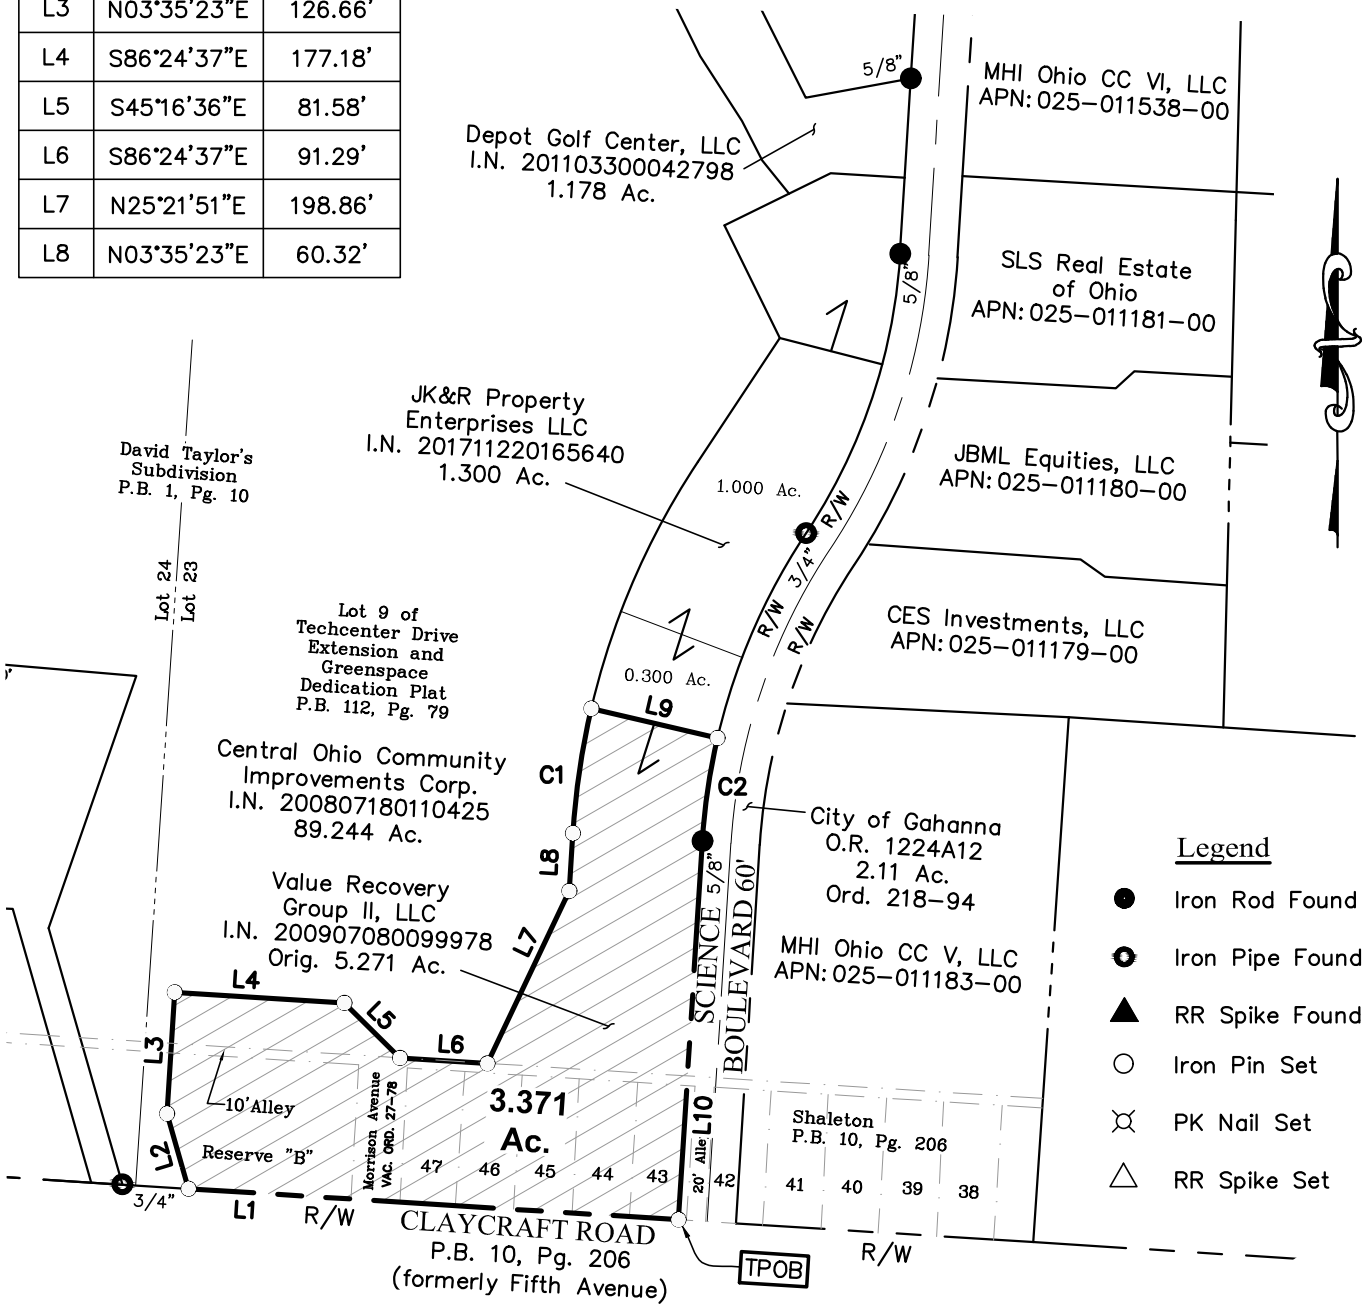 L3 N03°35'23"E 126.66'
L4 S86°24'37"E 177.18'
L5 S45°16'36"E 81.58'
L6 S86°24'37"E 91.29'
L7 N25°21'51"E 198.86'
L8 N03°35'23"E 60.32'
5/8"
MHI Ohio CC VI, LLC
APN: 025-011538-00
Depot Golf Center, LLC
I.N. 201103300042798
1.178 Ac.
5/8"
SLS Real Estate
of Ohio
APN: 025-011181-00
JK&R Property
Enterprises LLC
I.N. 201711220165640
1.300 Ac.
David Taylor's
Subdivision
P.B. 1, Pg. 10
1.000 Ac.
R/W
JBML Equities, LLC
APN: 025-011180-00
3/4"
Lot 24
Lot 23
R/W
R/W
CES Investments, LLC
APN: 025-011179-00
Lot 9 of
Techcenter Drive
Extension and
Greenspace
Dedication Plat
P.B. 112, Pg. 79
0.300 Ac.
L9
Central Ohio Community
Improvements Corp.
I.N. 200807180110425
89.244 Ac.
C1
C2
City of Gahanna
O.R. 1224A12
2.11 Ac.
Ord. 218-94
L8
5/8"
SCIENCE
BOULEVARD 60'
Value Recovery
Group II, LLC
I.N. 200907080099978
Orig. 5.271 Ac.
L7
MHI Ohio CC V, LLC
APN: 025-011183-00
Legend
Iron Rod Found
Iron Pipe Found
RR Spike Found
Iron Pin Set
PK Nail Set
RR Spike Set
L4
L5
L6
L3
10' Alley
Morrison Avenue
VAC. ORD. 27-78
3.371
Ac.
L10
Shaleton
P.B. 10, Pg. 206
L2
Reserve "B"
47 46 45 44 43
20' Alle
42 41 40 39 38
3/4"
L1
R/W
CLAYCRAFT ROAD
P.B. 10, Pg. 206
(formerly Fifth Avenue)
TPOB
R/W